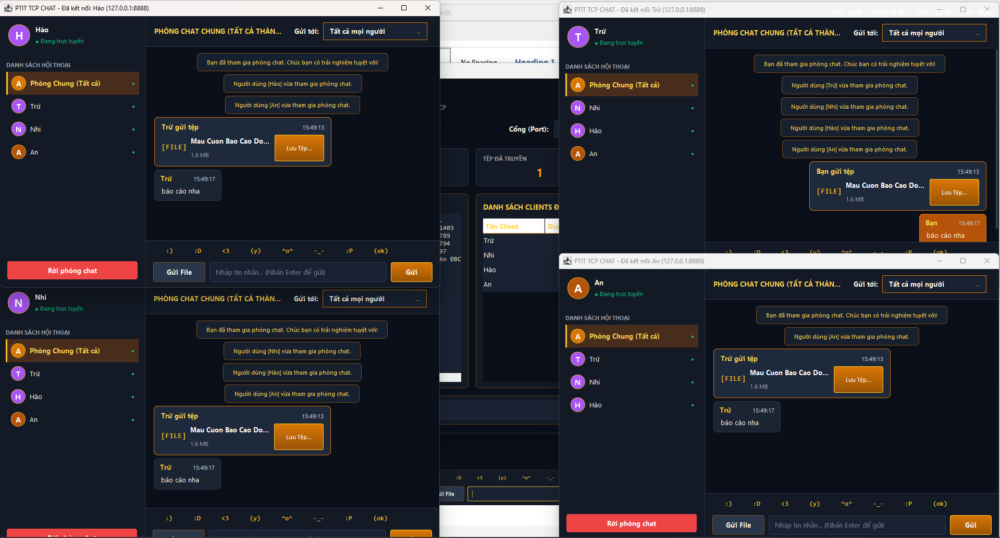 PTIT TCP CHAT - Đã kết nối: Hào (127.0.0.1:8888)
H
Hào
● Đang trực tuyến
DANH SÁCH HỘI THOẠI
A Phòng Chung (Tất cả)
T Trứ
N Nhi
A An
Rời phòng chat
PHÒNG CHAT CHUNG (TẤT CẢ THÀN...
Gửi tới:
Tất cả mọi người
...
Bạn đã tham gia phòng chat. Chúc bạn có trải nghiệm tuyệt vời!
Người dùng [Hào] vừa tham gia phòng chat.
Người dùng [An] vừa tham gia phòng chat.
Trứ gửi tệp 15:49:13
[FILE] Mau Cuon Bao Cao Do...
1.6 MB
Lưu Tệp...
Trứ 15:49:17
báo cáo nha
:) :D <3 (y) ^o^ -_- :P (ok)
Gửi File
Nhập tin nhắn... (Nhấn Enter để gửi)
Gửi
N
Nhi
● Đang trực tuyến
DANH SÁCH HỘI THOẠI
A Phòng Chung (Tất cả)
T Trứ
H Hào
A An
PHÒNG CHAT CHUNG (TẤT CẢ THÀN...
Gửi tới:
Tất cả mọi người
...
Bạn đã tham gia phòng chat. Chúc bạn có trải nghiệm tuyệt vời!
Người dùng [Nhi] vừa tham gia phòng chat.
Người dùng [Hào] vừa tham gia phòng chat.
Người dùng [An] vừa tham gia phòng chat.
Trứ gửi tệp 15:49:13
[FILE] Mau Cuon Bao Cao Do...
1.6 MB
Lưu Tệp...
Trứ 15:49:17
báo cáo nha
:) :D <3 (y) ^o^ -_- :P (ok)
No Spacing
Heading 1
CP
Cổng (Port):
TỆP ĐÃ TRUYỀN
1
1403
789
794
97
An ĐBC
DANH SÁCH CLIENTS Đ
Tên Client
Địa
Trứ
Nhi
Hào
An
:D <3 (y) ^o^ -_-
ửi File
PTIT TCP CHAT - Đã kết nối: Trứ (127.0.0.1:8888)
FPS N/A GPU 0 % CPU
T
Trứ
● Đang trực tuyến
DANH SÁCH HỘI THOẠI
A Phòng Chung (Tất cả)
N Nhi
H Hào
A An
PHÒNG CHAT CHUNG (TẤT CẢ THÀN...
Gửi tới:
Tất cả mọi người
...
Bạn đã tham gia phòng chat. Chúc bạn có trải nghiệm tuyệt vời!
Người dùng [Trứ] vừa tham gia phòng chat.
Người dùng [Nhi] vừa tham gia phòng chat.
Người dùng [Hào] vừa tham gia phòng chat.
Người dùng [An] vừa tham gia phòng chat.
Bạn gửi tệp 15:49:13
[FILE] Mau Cuon Bao Cao Do...
1.6 MB
Lưu Tệp...
Bạn 15:49:17
báo cáo nha
:) :D <3 (y) ^o^ -_- :P (ok)
PTIT TCP CHAT - Đã kết nối: An (127.0.0.1:8888)
A
An
● Đang trực tuyến
DANH SÁCH HỘI THOẠI
A Phòng Chung (Tất cả)
T Trứ
N Nhi
H Hào
Rời phòng chat
PHÒNG CHAT CHUNG (TẤT CẢ THÀN...
Gửi tới:
Tất cả mọi người
...
Bạn đã tham gia phòng chat. Chúc bạn có trải nghiệm tuyệt vời!
Người dùng [An] vừa tham gia phòng chat.
Trứ gửi tệp 15:49:13
[FILE] Mau Cuon Bao Cao Do...
1.6 MB
Lưu Tệp...
Trứ 15:49:17
báo cáo nha
:) :D <3 (y) ^o^ -_- :P (ok)
Gửi File
Nhập tin nhắn... (Nhấn Enter để gửi)
Gửi